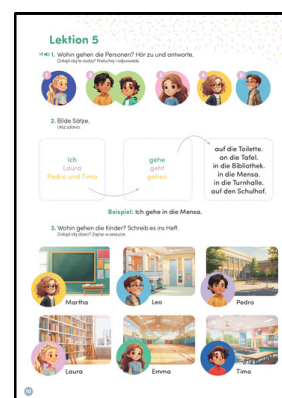 Lektion 5
1. Wohin gehen die Personen? Hör zu und antworte.
Dokąd idą te osoby? Posłuchaj i odpowiedz.
2. Bilde Sätze.
Ułóż zdania.
Ich
Laura
Pedro und Timo
gehe
geht
gehen
auf die Toilette.
an die Tafel.
in die Bibliothek.
in die Mensa.
in die Turnhalle.
auf den Schulhof.
Beispiel: Ich gehe in die Mensa.
3. Wohin gehen die Kinder? Schreib es ins Heft.
Dokąd idą dzieci? Zapisz w zeszycie.
Martha
Leo
Pedro
Laura
Emma
Timo